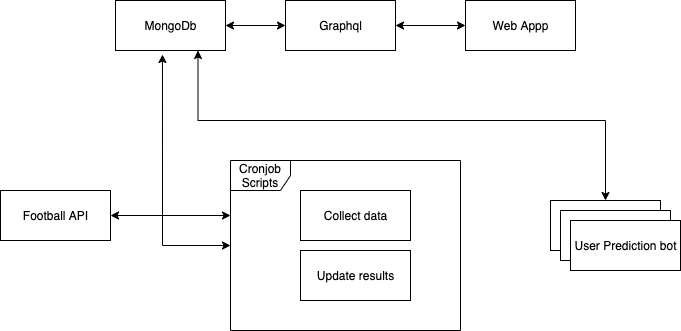 MongoDb
Graphql
Web Appp
Cronjob
Scripts
Football API
Collect data
User Prediction bot
Update results